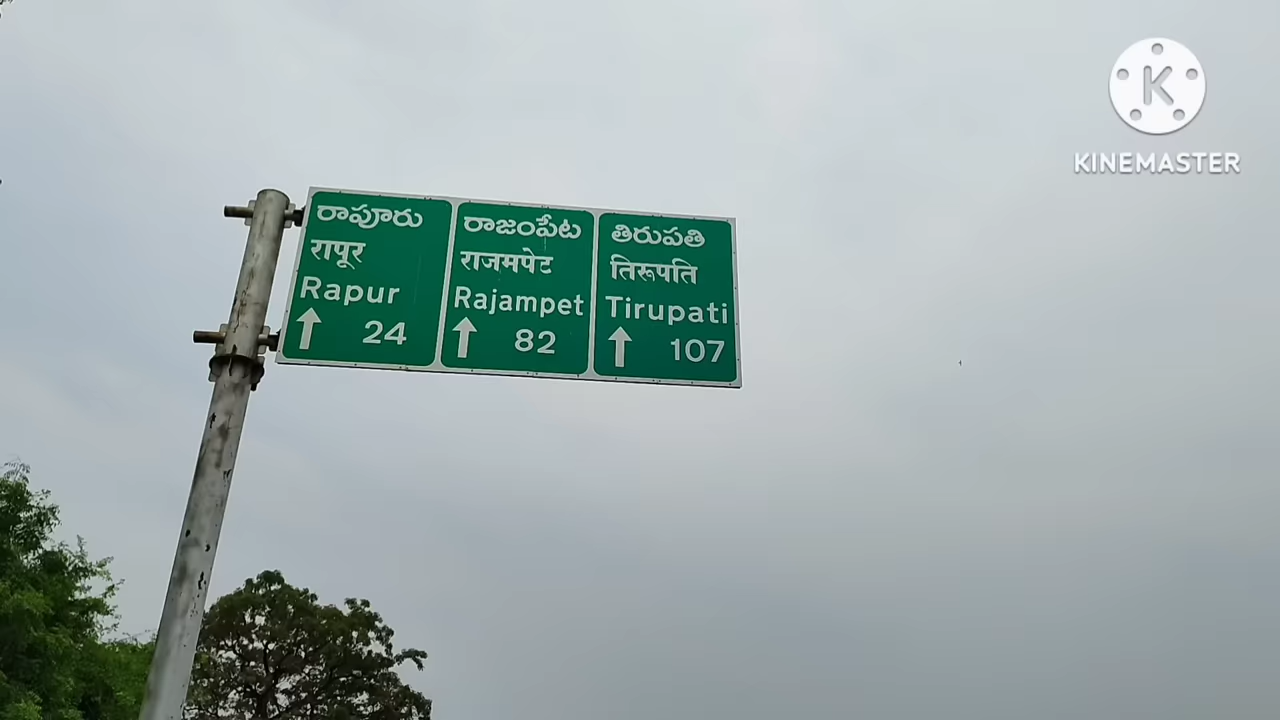 రాపూరు
रापूर
Rapur
↑ 24
రాజంపేట
राजमपेट
Rajampet
↑ 82
తిరుపతి
तिरूपति
Tirupati
↑ 107
K
KINEMASTER